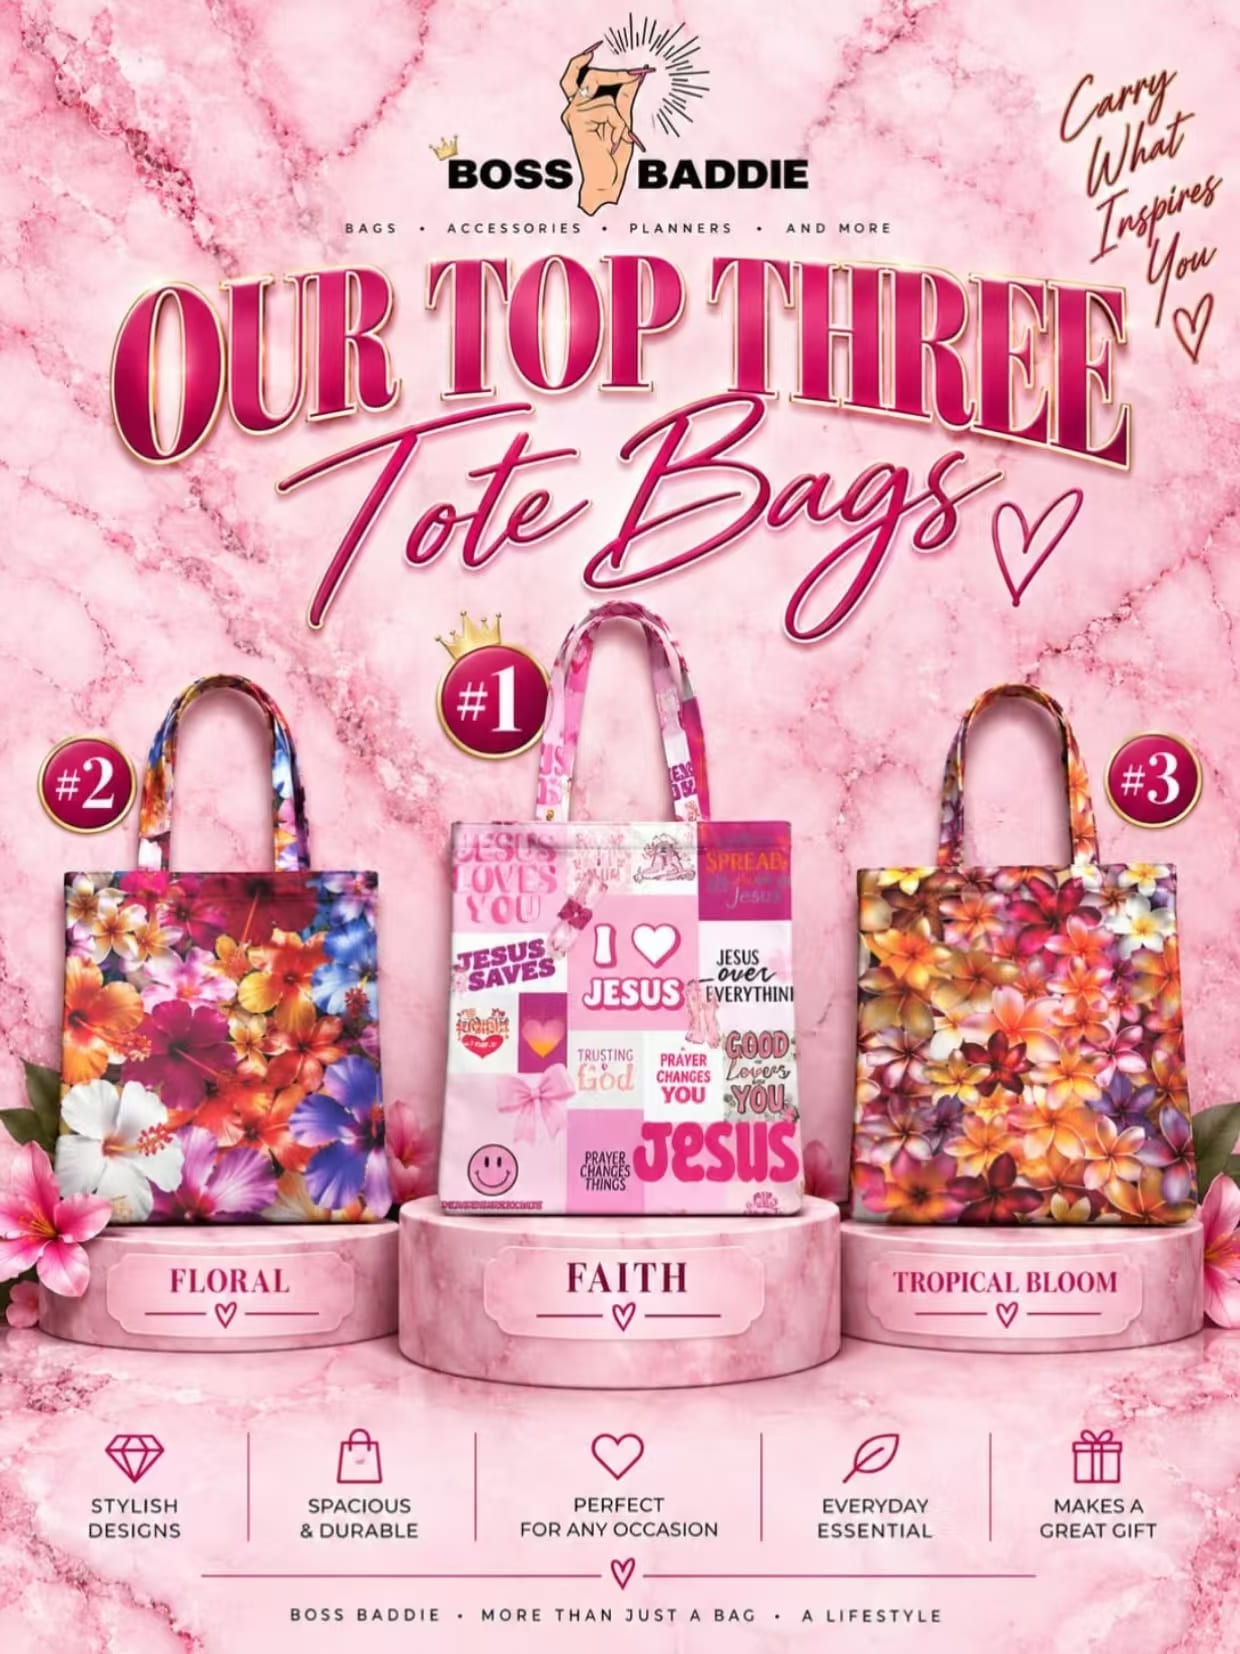 BOSS BADDIE
BAGS • ACCESSORIES • PLANNERS • AND MORE
Carry
What
Inspires
You
OUR TOP THREE
Tote Bags
#1
#2
#3
JESUS
LOVES
YOU
SPREAD
Jesus
JESUS
SAVES
I
JESUS
JESUS
over
EVERYTHIN
TRUSTING
God
PRAYER
CHANGES
YOU
GOOD
Lovers
YOU
PRAYER
CHANGES
THINGS
JESUS
FLORAL
FAITH
TROPICAL BLOOM
STYLISH
DESIGNS
SPACIOUS
& DURABLE
PERFECT
FOR ANY OCCASION
EVERYDAY
ESSENTIAL
MAKES A
GREAT GIFT
BOSS BADDIE • MORE THAN JUST A BAG • A LIFESTYLE